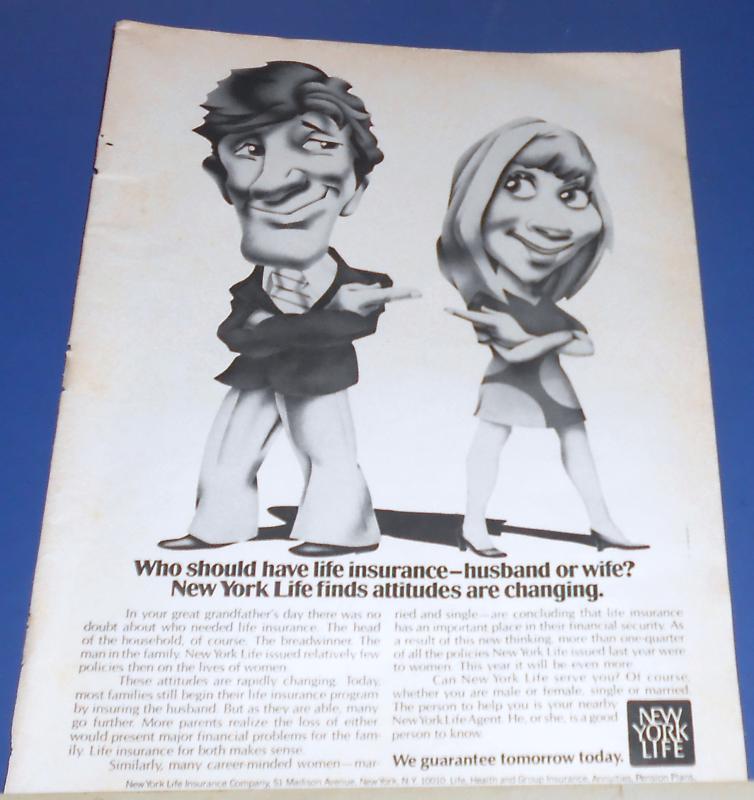 Who should have life insurance—husband or wife?
New York Life finds attitudes are changing.
In your great grandfather's day there was no
doubt about who needed life insurance. The head
of the household, of course. The breadwinner. The
man in the family. New York Life issued relatively few
policies then on the lives of women.
These attitudes are rapidly changing. Today,
most families still begin their life insurance program
by insuring the husband. But as they are able, many
go further. More parents realize the loss of either
would present major financial problems for the fam-
ily. Life insurance for both makes sense.
Similarly, many career-minded women—mar-
ried and single—are concluding that life insurance
has an important place in their financial security. As
a result of this new thinking, more than one-quarter
of all the policies New York Life issued last year were
to women. This year it will be even more.
Can New York Life serve you? Of course,
whether you are male or female, single or married.
The person to help you is your nearby
New York Life Agent. He, or she, is a good
person to know.
We guarantee tomorrow today.
NEW
YORK
LIFE
New York Life Insurance Company, 51 Madison Avenue, New York, N.Y. 10010. Life, Health and Group Insurance, Annuities, Pension Plans.